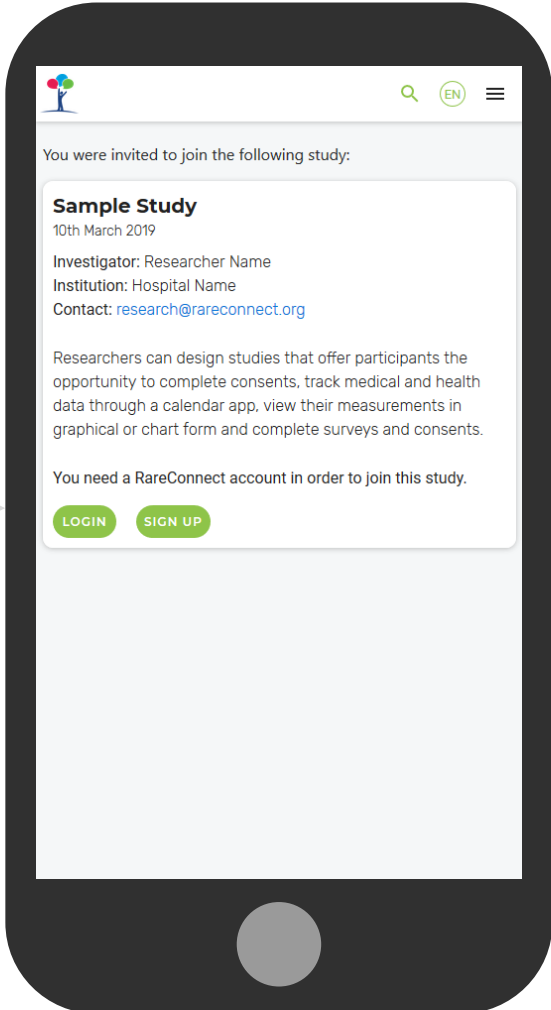 EN
You were invited to join the following study:
Sample Study
10th March 2019
Investigator: Researcher Name
Institution: Hospital Name
Contact: research@rareconnect.org
Researchers can design studies that offer participants the
opportunity to complete consents, track medical and health
data through a calendar app, view their measurements in
graphical or chart form and complete surveys and consents.
You need a RareConnect account in order to join this study.
LOGIN SIGN UP